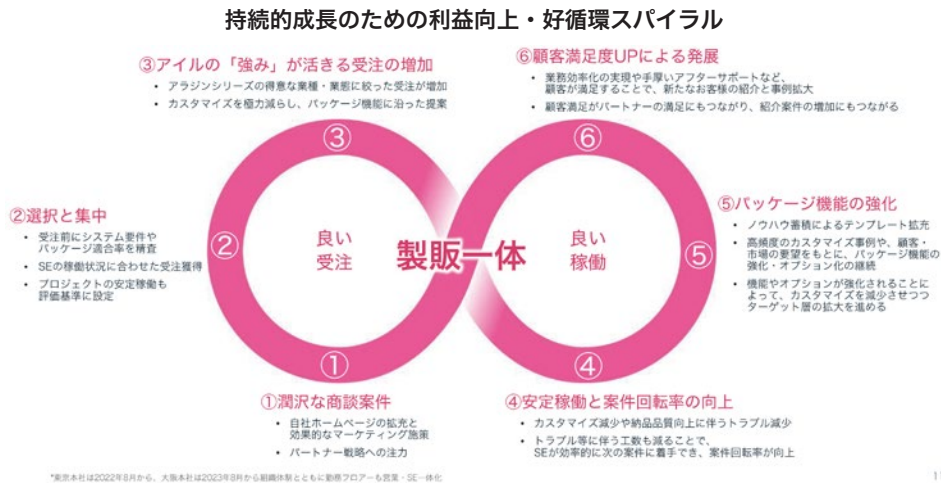 持続的成長のための利益向上・好循環スパイラル
③アイルの「強み」が活きる受注の増加
• アラジンシリーズの得意な業種・業態に絞った受注が増加
• カスタマイズを極力減らし、パッケージ機能に沿った提案
⑥顧客満足度UPによる発展
• 業務効率化の実現や手厚いアフターサポートなど、
顧客が満足することで、新たなお客様の紹介と事例拡大
• 顧客満足がパートナーの満足にもつながり、紹介案件の増加にもつながる
③
⑥
②選択と集中
• 受注前にシステム要件や
パッケージ適合率を精査
• SEの稼働状況に合わせた受注獲得
• プロジェクトの安定稼働も
評価基準に設定
②
良い
受注
製販一体
良い
稼働
⑤
⑤パッケージ機能の強化
• ノウハウ蓄積によるテンプレート拡充
• 高頻度のカスタマイズ事例や、顧客・
市場の要望をもとに、パッケージ機能の
強化・オプション化の継続
• 機能やオプションが強化されることに
よって、カスタマイズを減少させつつ
ターゲット層の拡大を進める
①
④
①潤沢な商談案件
• 自社ホームページの拡充と
効果的なマーケティング施策
• パートナー戦略への注力
④安定稼働と案件回転率の向上
• カスタマイズ減少や納品品質向上に伴うトラブル減少
• トラブル等に伴う工数も減ることで、
SEが効率的に次の案件に着手でき、案件回転率が向上
*東京本社は2022年8月から、大阪本社は2023年8月から組織体制とともに勤務フロアーも営業・SE一体化
1